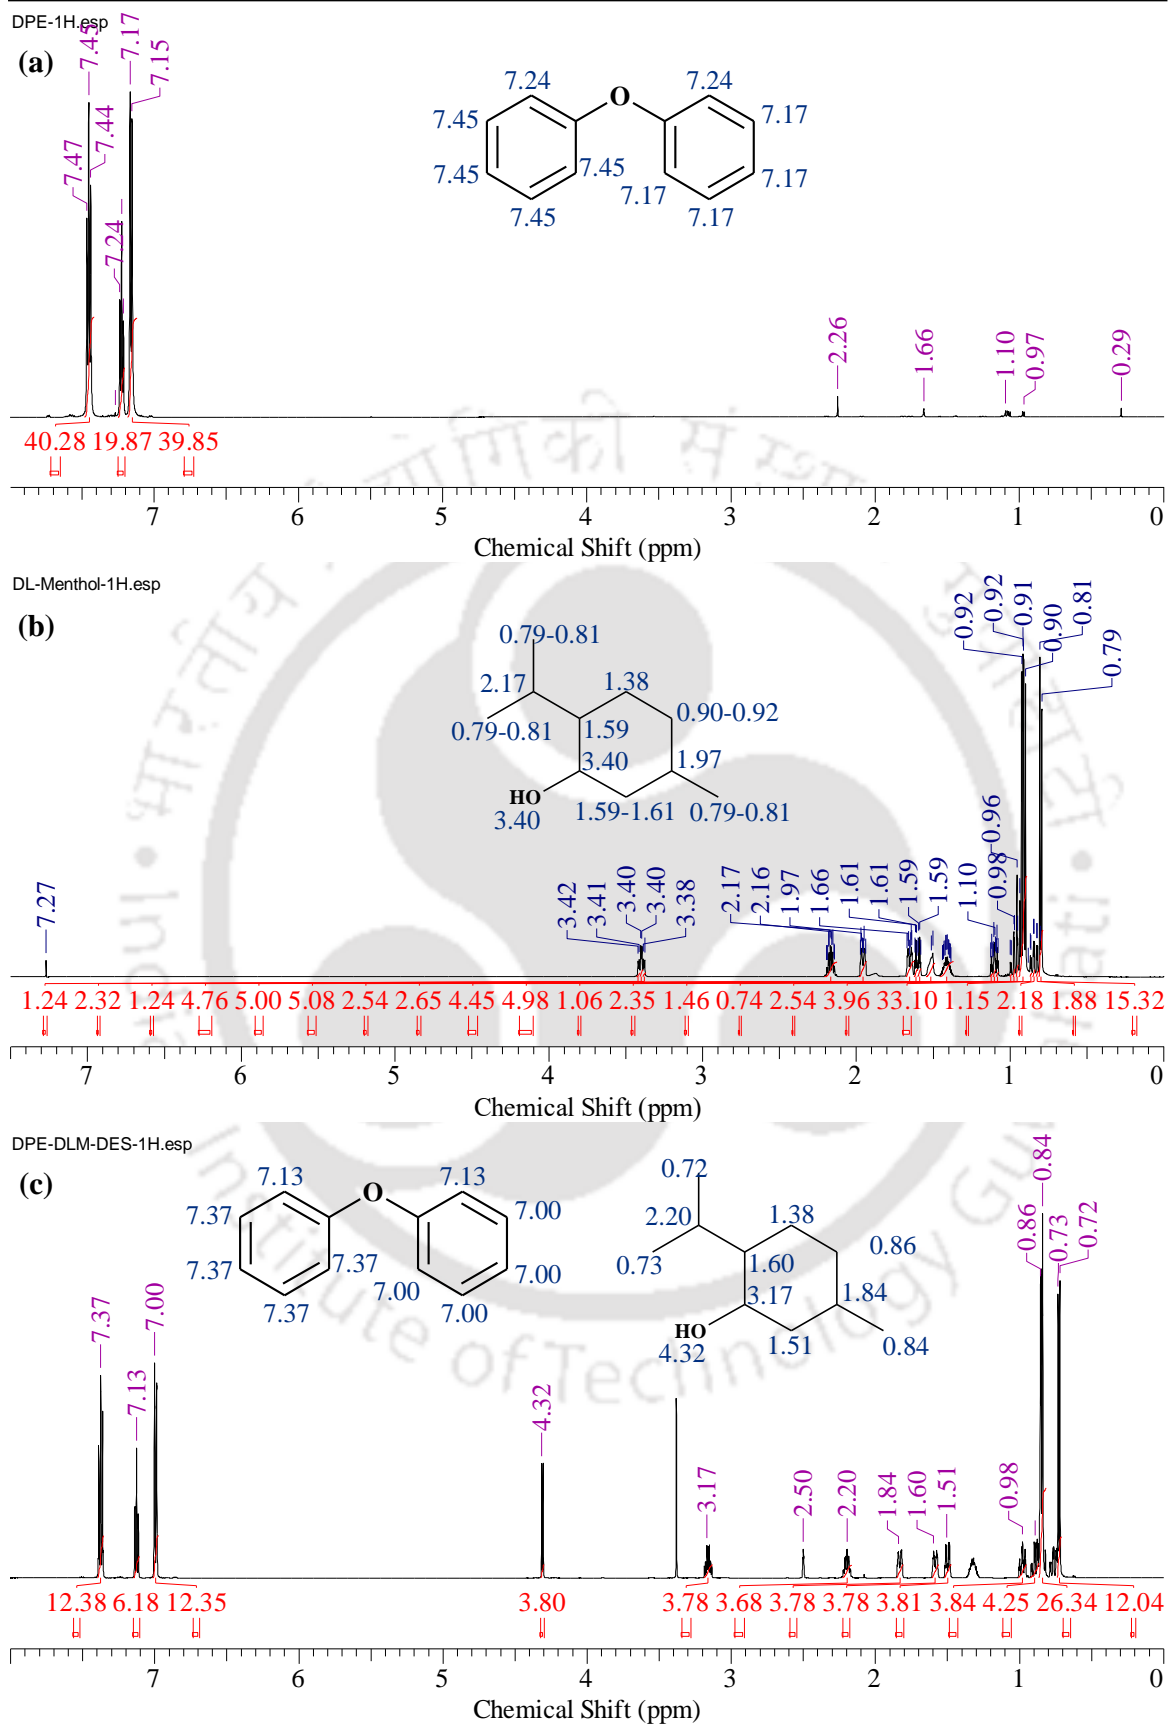 DPE-1H.esp
(a)
7.47
7.45
7.44
7.24
7.17
7.15
2.26
1.66
1.10
0.97
0.29
7.24 O 7.24
7.45 7.17
7.45 7.45 7.17 7.17
7.45 7.17
40.28 19.87 39.85
7 6 5 4 3 2 1 0
Chemical Shift (ppm)
DL-Menthol-1H.esp
(b)
0.79-0.81
2.17 1.38
0.79-0.81 1.59 0.90-0.92
3.40 1.97
HO 1.59-1.61 0.79-0.81
3.40
7.27
3.42
3.41
3.40
3.40
3.38
2.17
2.16
1.97
1.66
1.61
1.61
1.59
1.59
1.10
0.98
0.96
0.92
0.92
0.91
0.90
0.81
0.79
1.24 2.32 1.24 4.76 5.00 5.08 2.54 2.65 4.45 4.98 1.06 2.35 1.46 0.74 2.54 3.96 33.10 1.15 2.18 1.88 15.32
7 6 5 4 3 2 1 0
Chemical Shift (ppm)
DPE-DLM-DES-1H.esp
(c)
7.13 O 7.13
7.37 7.00
7.37 7.37 7.00 7.00
7.37 7.00
0.72
2.20 1.38
0.73 1.60 0.86
3.17 1.84
HO 1.51 0.84
4.32
7.37
7.13
7.00
4.32
3.17
2.50
2.20
1.84
1.60
1.51
0.98
0.86
0.84
0.73
0.72
12.38 6.18 12.35 3.80 3.78 3.68 3.78 3.78 3.81 3.84 4.25 26.34 12.04
7 6 5 4 3 2 1 0
Chemical Shift (ppm)
Institute of Technology